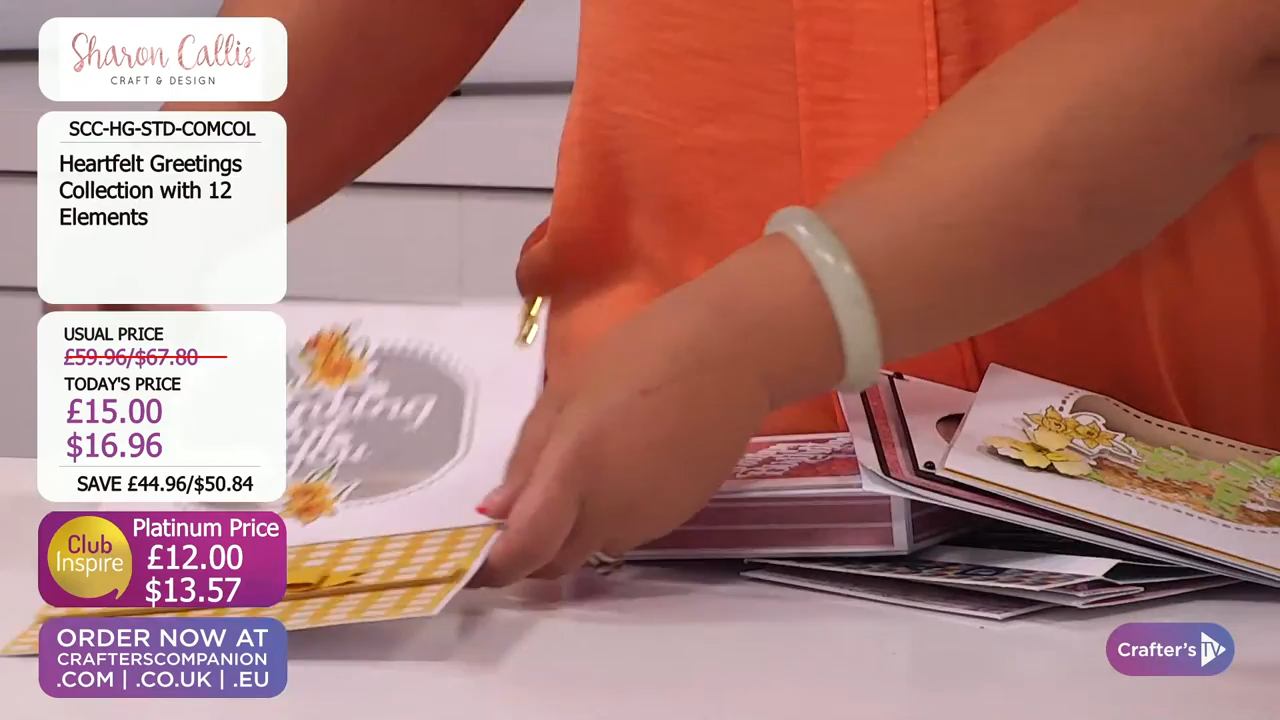 Sharon Callis
CRAFT & DESIGN
SCC-HG-STD-COMCOL
Heartfelt Greetings
Collection with 12
Elements
USUAL PRICE
£59.96/$67.80
TODAY'S PRICE
£15.00
$16.96
SAVE £44.96/$50.84
Club
Inspire
Platinum Price
£12.00
$13.57
ORDER NOW AT
CRAFTERSCOMPANION
.COM | .CO.UK | .EU
Crafter's TV